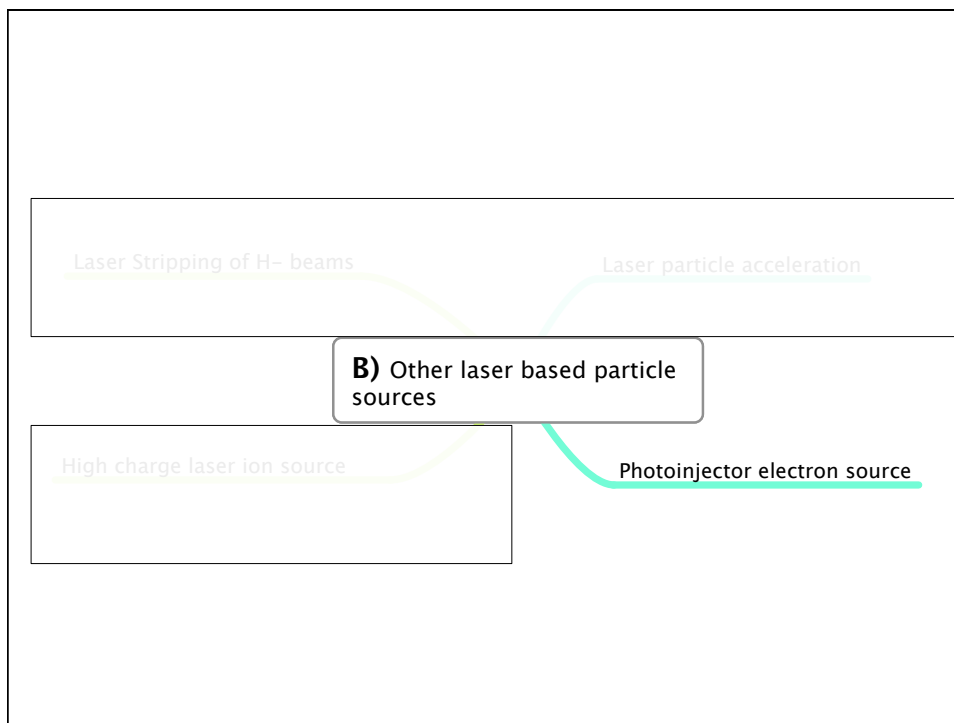 Laser Stripping of H- beams
Laser particle acceleration
B) Other laser based particle
sources
High charge laser ion source
Photoinjector electron source